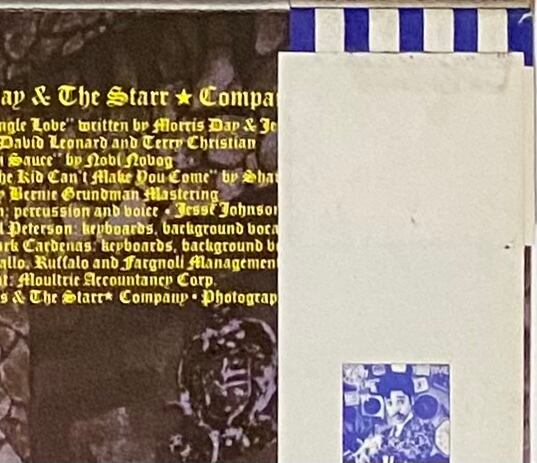 ay & The Starr ★ Compa
ngle Love" written by Morris Day & Je
David Leonard and Terry Christian
i Sauce" by Novi Novog
he Kid Can't Make You Come" by Sha
y Bernie Grundman Mastering
n; percussion and voice • Jesse Johnson
l Peterson: keyboards, background voca
rk Cardenas: keyboards, background vo
allo, Ruffalo and Fargnoli Management
t: Moultrie Accountancy Corp.
s & The Starr★ Company • Photograp